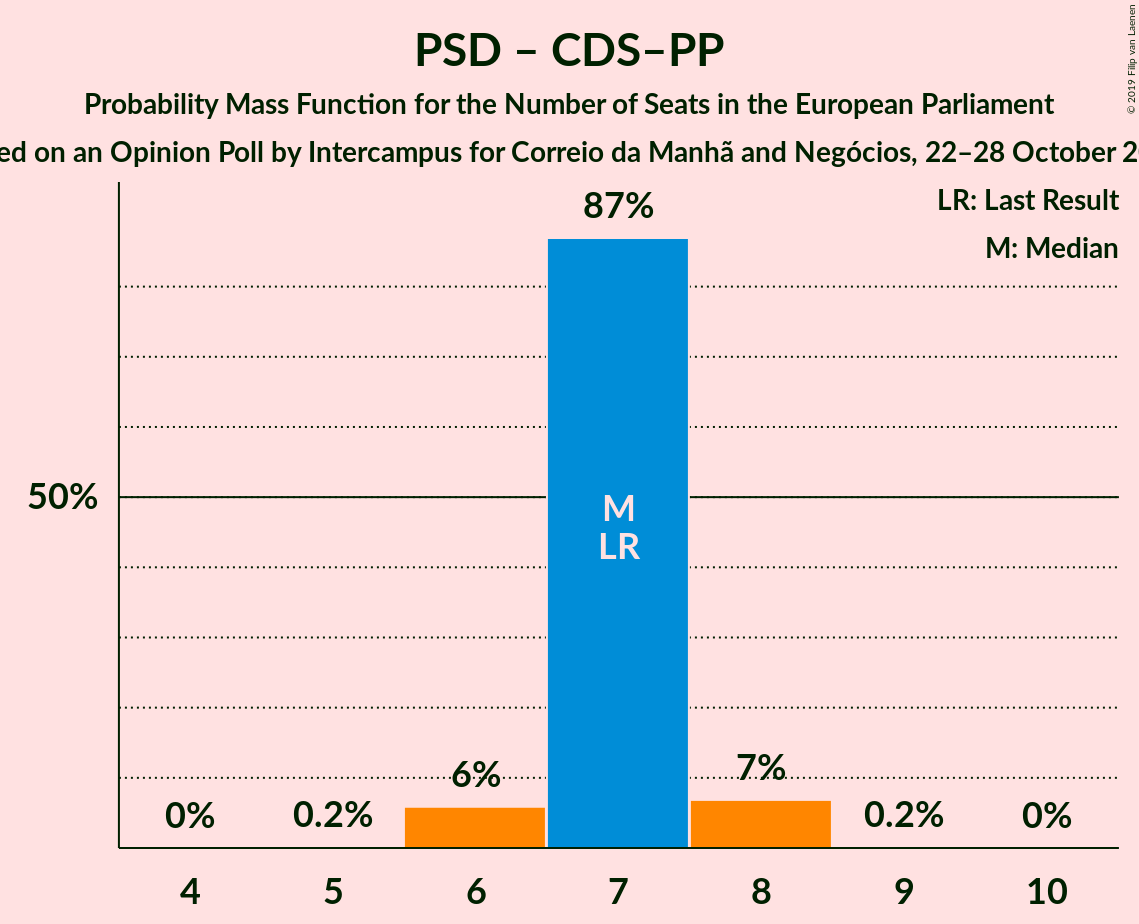 PSD – CDS–PP
Probability Mass Function for the Number of Seats in the European Parliament
on an Opinion Poll by Intercampus for Correio da Manhã and Negócios, 22–28 October
LR: Last Result
M: Median
87%
50%
M
LR
6%
7%
0%
0.2%
0.2%
0%
4
5
6
7
8
9
10
© 2019 Filip van Laenen